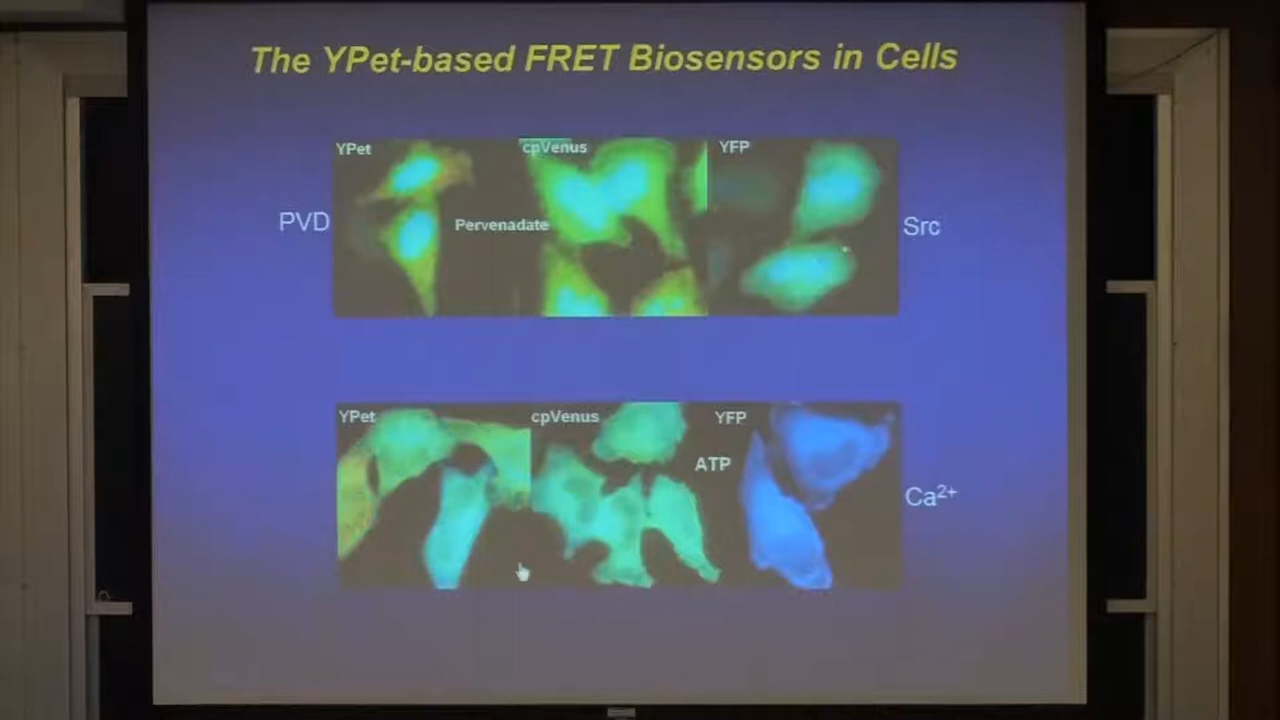 The YPet-based FRET Biosensors in Cells
YPet
cpVenus
YFP
PVD
Pervenadate
Src
YPet
cpVenus
YFP
ATP
Ca²⁺